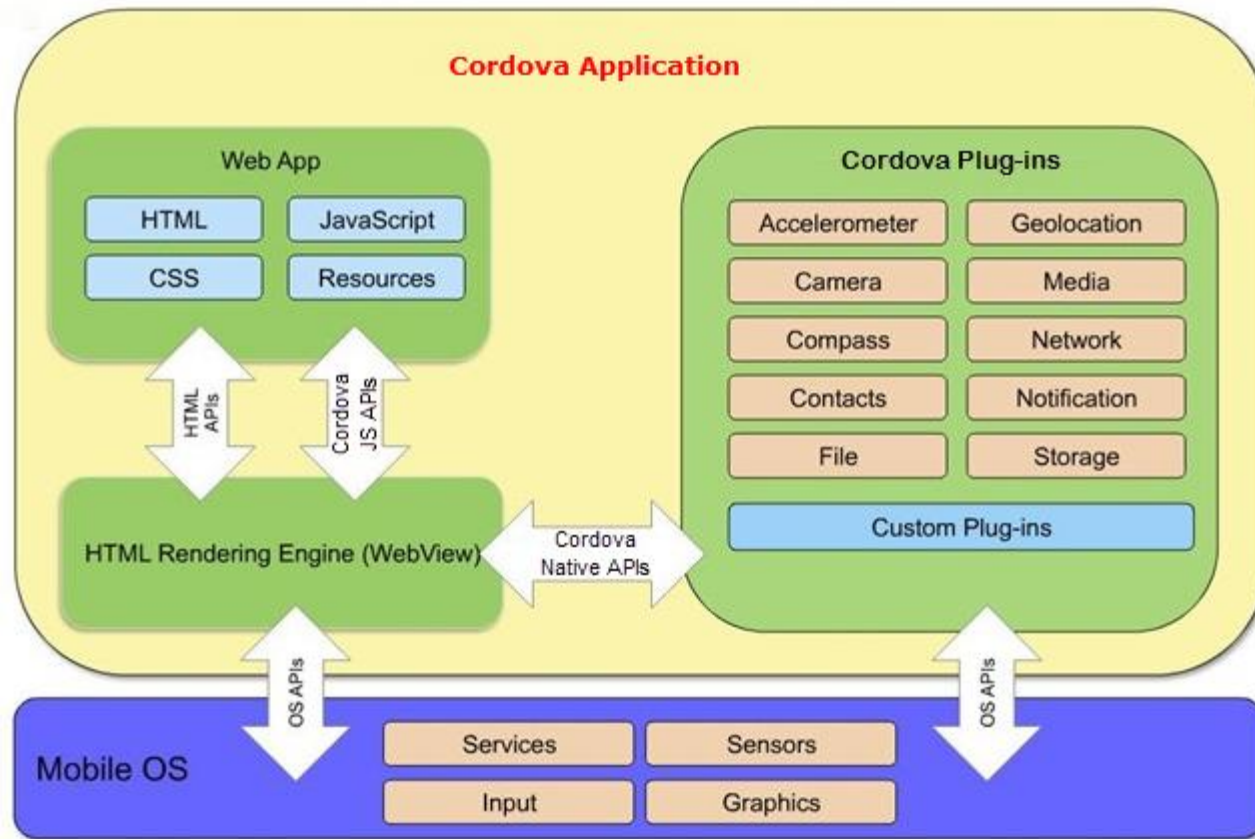 Cordova Application
Web App
HTML
JavaScript
CSS
Resources
HTML
APIs
Cordova
JS APIs
HTML Rendering Engine (WebView)
Cordova
Native APIs
Cordova Plug-ins
Accelerometer
Geolocation
Camera
Media
Compass
Network
Contacts
Notification
File
Storage
Custom Plug-ins
OS APIs
OS APIs
Mobile OS
Services
Sensors
Input
Graphics